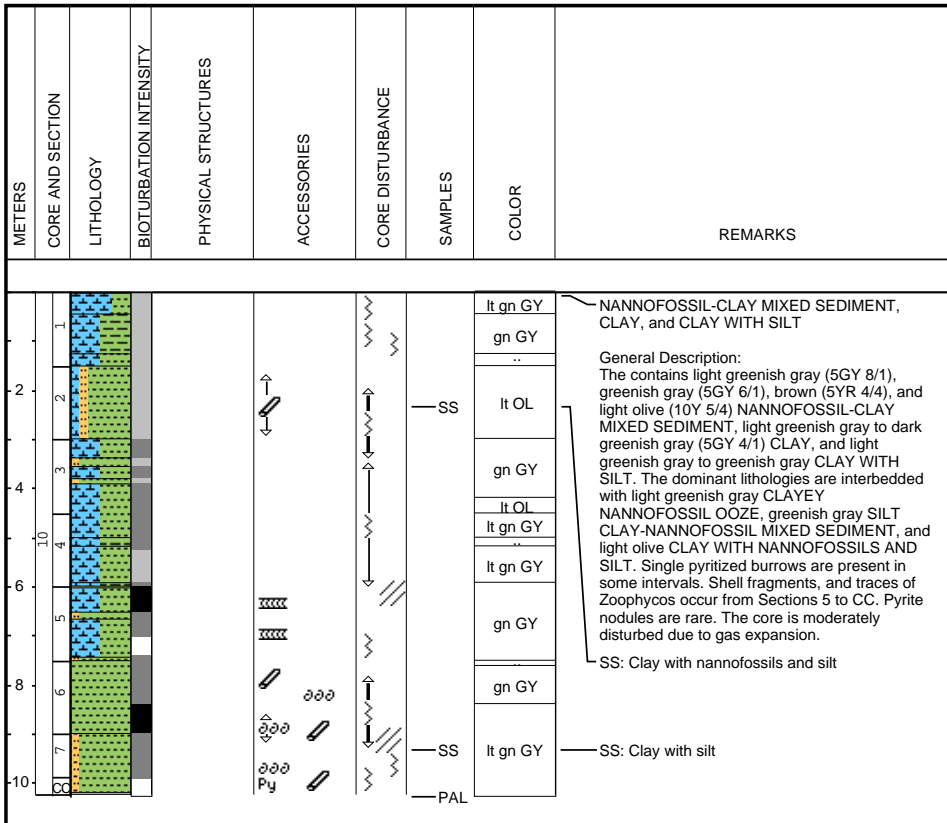 METERS
CORE AND SECTION
LITHOLOGY
BIOTURBATION INTENSITY
PHYSICAL STRUCTURES
ACCESSORIES
CORE DISTURBANCE
SAMPLES
COLOR
REMARKS
2
4
6
8
10
10
1
2
3
4
5
6
7
CC
Py
SS
SS
PAL
lt gn GY
gn GY
..
lt OL
gn GY
lt OL
lt gn GY
..
lt gn GY
gn GY
..
gn GY
lt gn GY
NANNOFOSSIL-CLAY MIXED SEDIMENT,
CLAY, and CLAY WITH SILT
General Description:
The contains light greenish gray (5GY 8/1),
greenish gray (5GY 6/1), brown (5YR 4/4), and
light olive (10Y 5/4) NANNOFOSSIL-CLAY
MIXED SEDIMENT, light greenish gray to dark
greenish gray (5GY 4/1) CLAY, and light
greenish gray to greenish gray CLAY WITH
SILT. The dominant lithologies are interbedded
with light greenish gray CLAYEY
NANNOFOSSIL OOZE, greenish gray SILT
CLAY-NANNOFOSSIL MIXED SEDIMENT, and
light olive CLAY WITH NANNOFOSSILS AND
SILT. Single pyritized burrows are present in
some intervals. Shell fragments, and traces of
Zoophycos occur from Sections 5 to CC. Pyrite
nodules are rare. The core is moderately
disturbed due to gas expansion.
SS: Clay with nannofossils and silt
SS: Clay with silt